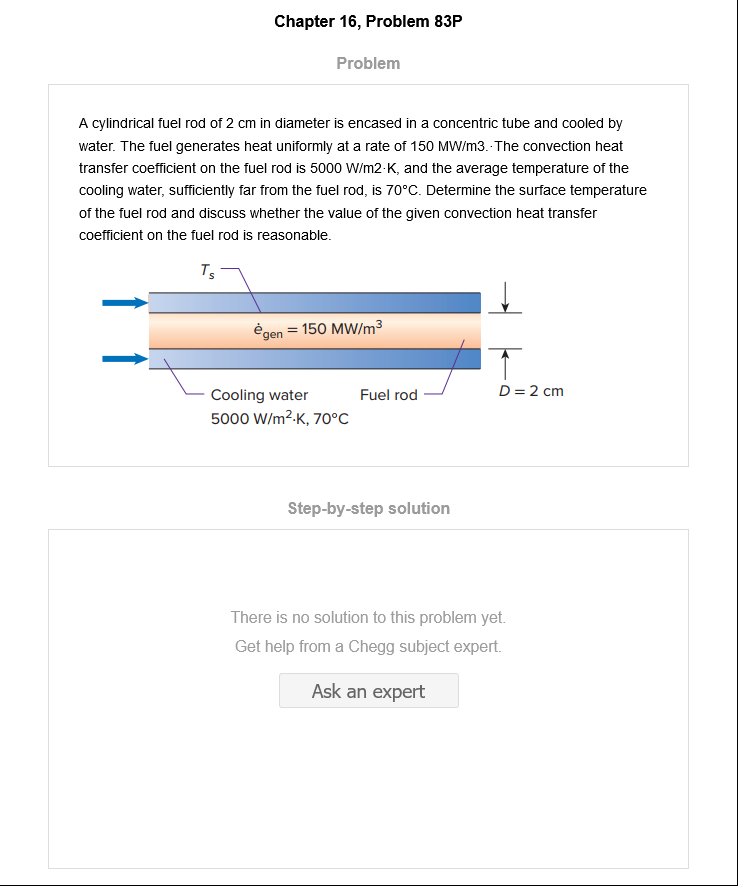 Chapter 16, Problem 83P
Problem
A cylindrical fuel rod of 2 cm in diameter is encased in a concentric tube and cooled by
water. The fuel generates heat uniformly at a rate of 150 MW/m3.·The convection heat
transfer coefficient on the fuel rod is 5000 W/m2·K, and the average temperature of the
cooling water, sufficiently far from the fuel rod, is 70°C. Determine the surface temperature
of the fuel rod and discuss whether the value of the given convection heat transfer
coefficient on the fuel rod is reasonable.
Ts
ėgen = 150 MW/m³
Cooling water
5000 W/m²·K, 70°C
Fuel rod
D = 2 cm
Step-by-step solution
There is no solution to this problem yet.
Get help from a Chegg subject expert.
Ask an expert